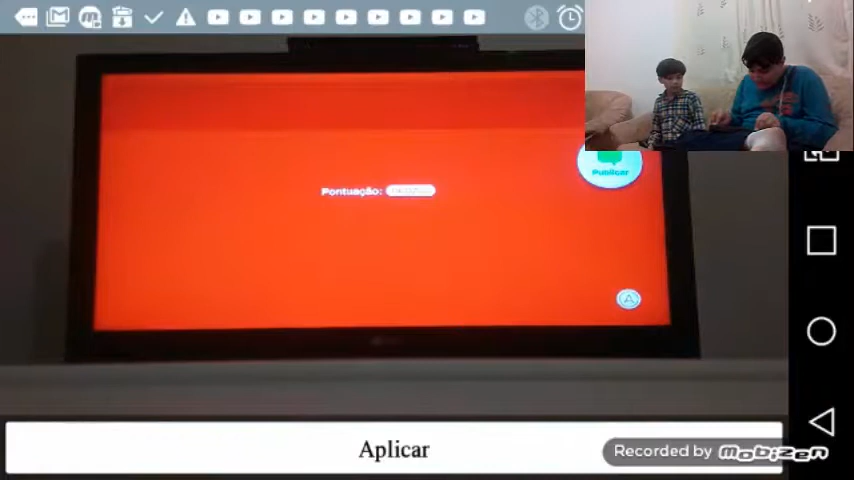 Publicar
Pontuação:
A
Aplicar
Recorded by mobizen